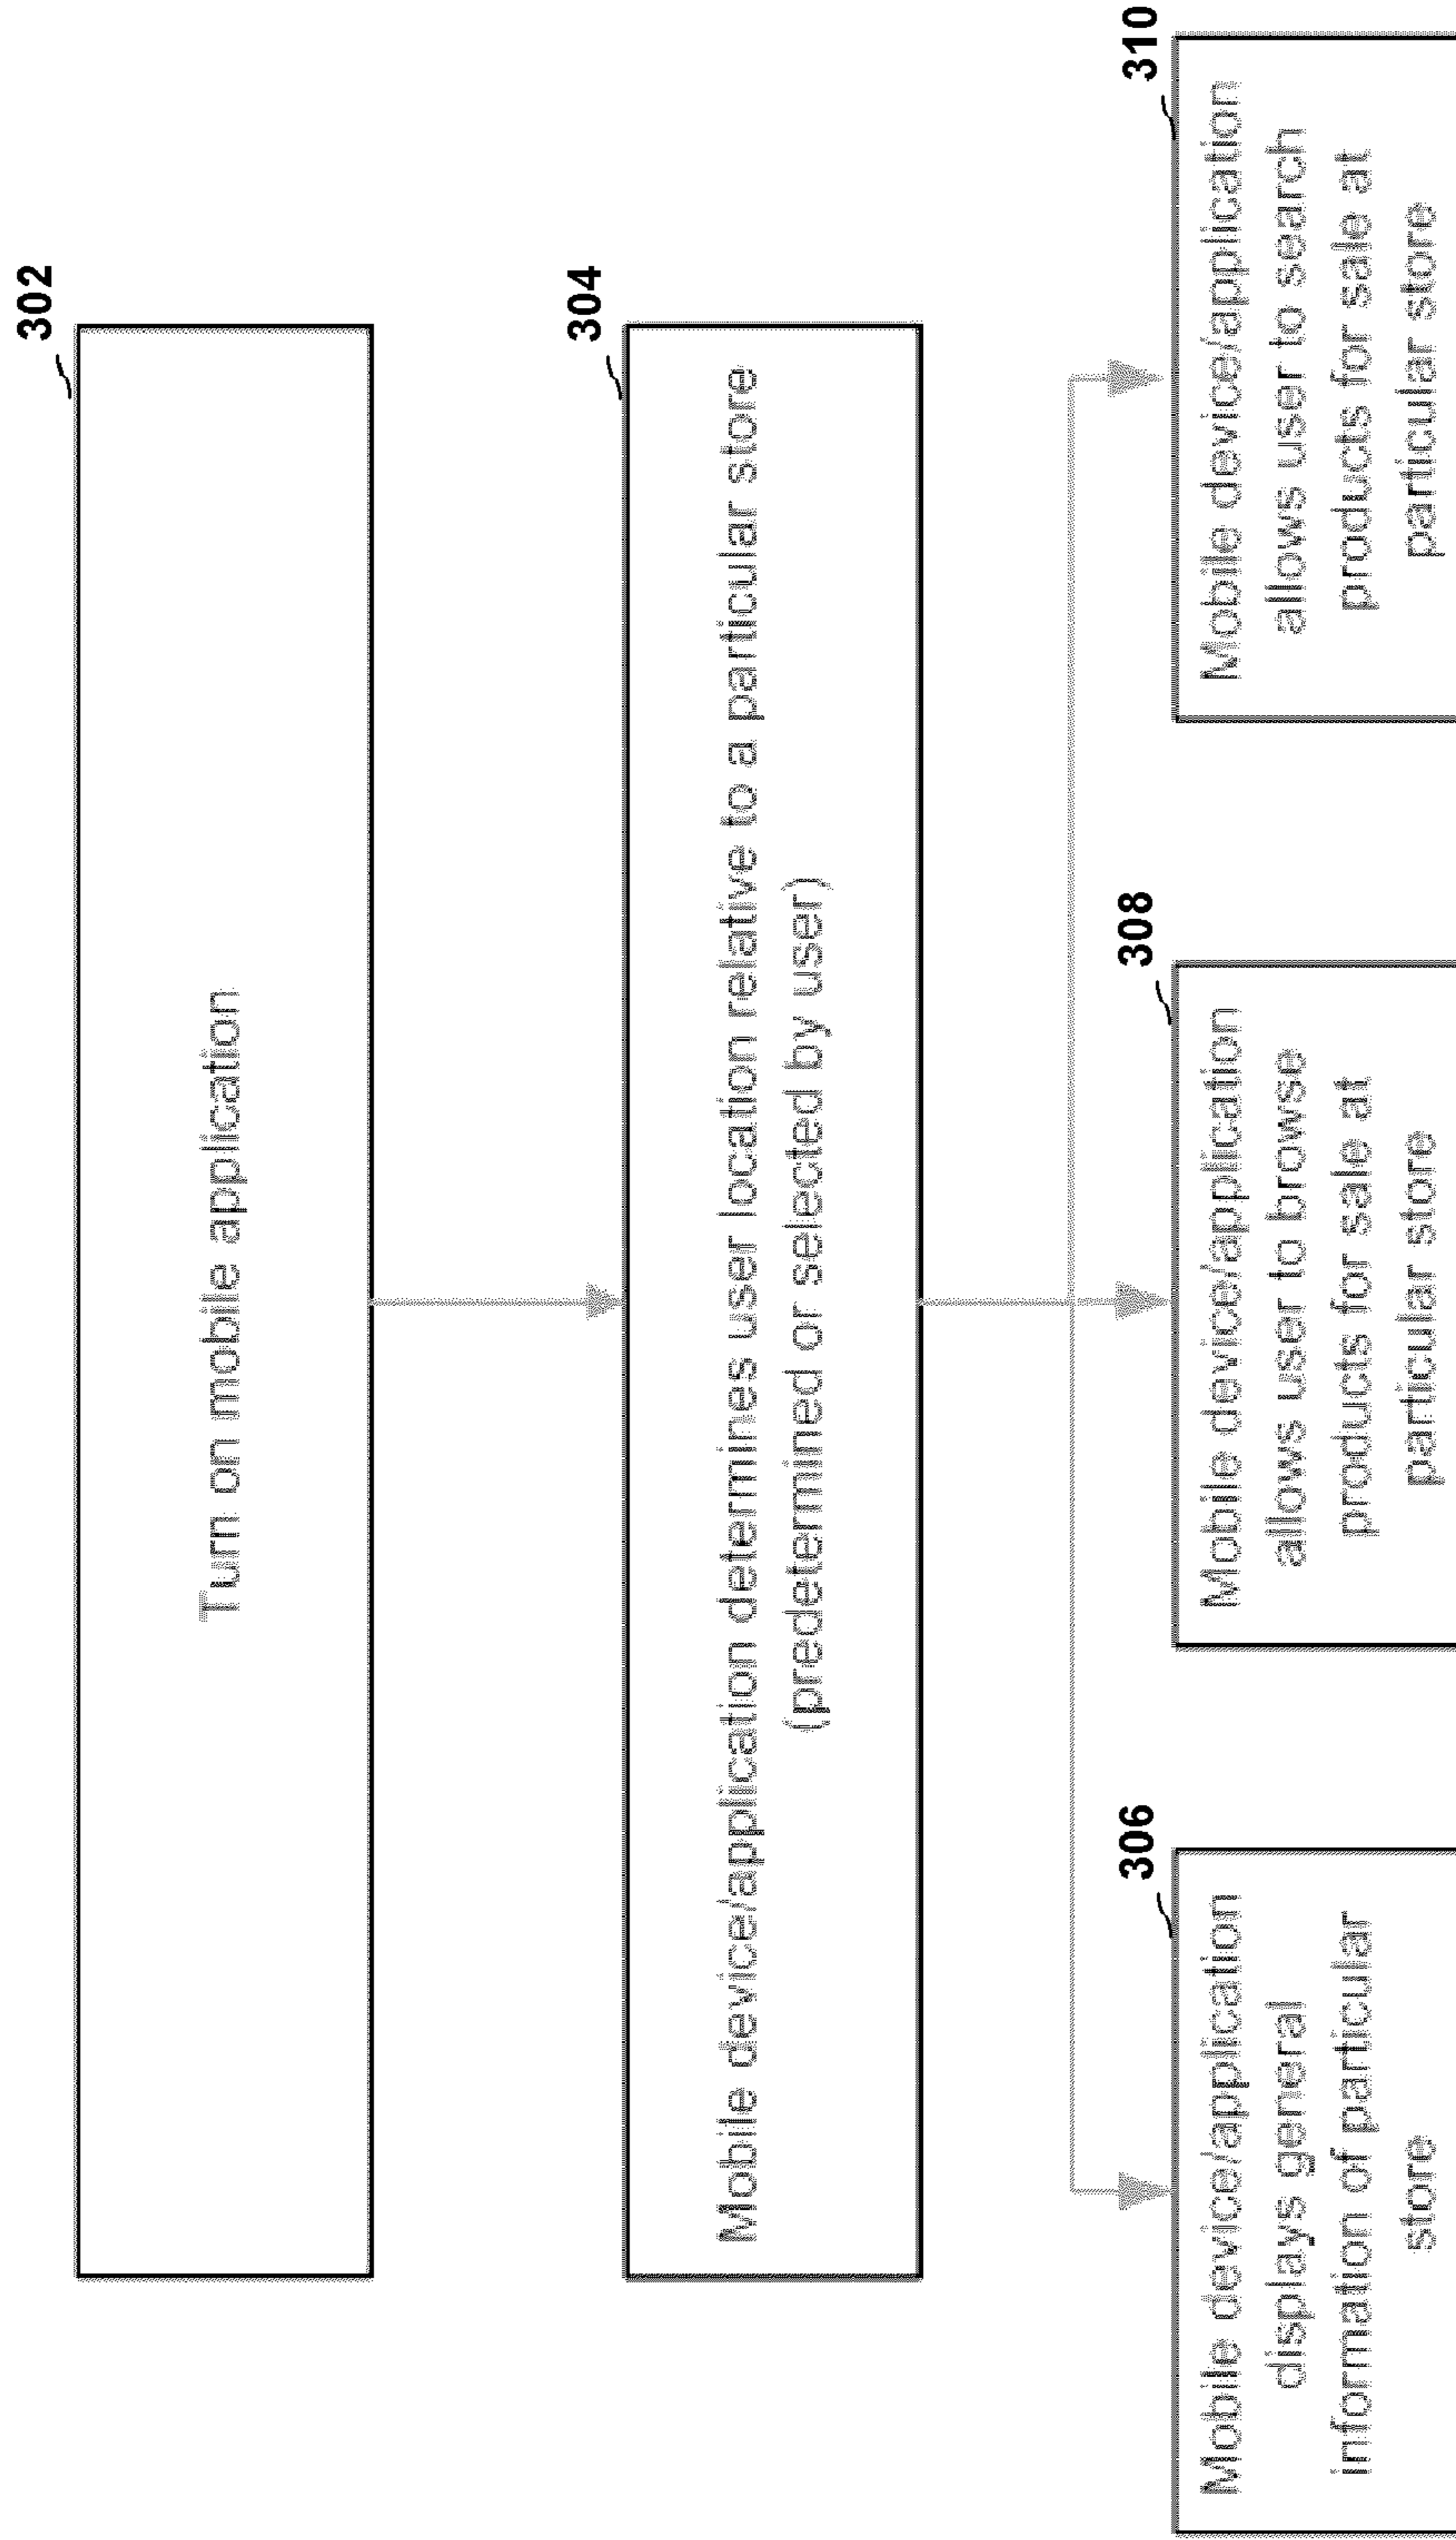 302
Turn on mobile application
304
Mobile device/application determines user location relative to a particular store
(predetermined or selected by user)
306
Mobile device/application
displays general
information of particular
store
308
Mobile device/application
allows user to browse
products for sale at
particular store
310
Mobile device/application
allows user to search
products for sale at
particular store